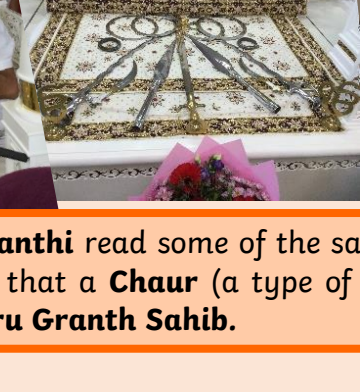 anthi read some of the sa
that a Chaur (a type of
ru Granth Sahib.